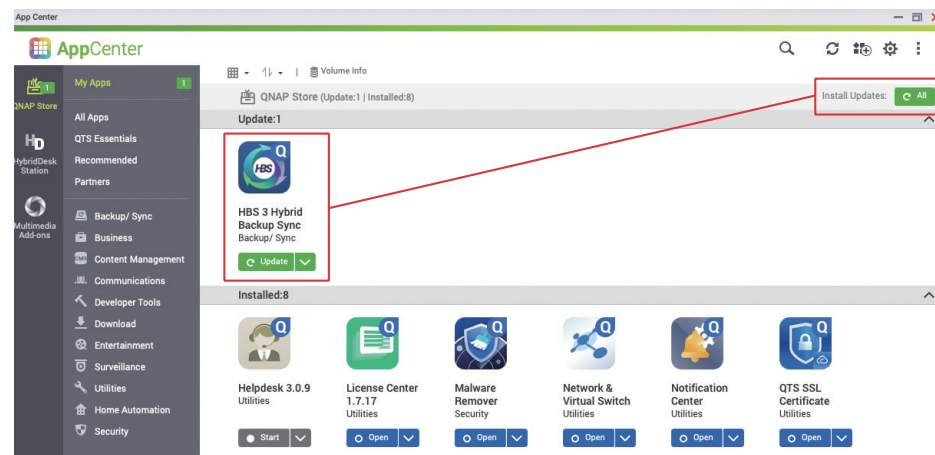 App Center
AppCenter
1
QNAP Store
HD
HybridDesk
Station
Multimedia
Add-ons
My Apps 1
All Apps
QTS Essentials
Recommended
Partners
Backup/ Sync
Business
CMS Content Management
Communications
Developer Tools
Download
Entertainment
Surveillance
Utilities
Home Automation
Security
Volume Info
QNAP Store (Update:1 | Installed:8)
Install Updates: All
Update:1
Q
HBS
HBS 3 Hybrid
Backup Sync
Backup/ Sync
Update
Installed:8
Q
Helpdesk 3.0.9
Utilities
Start
Q
License Center
1.7.17
Utilities
Open
Q
Malware
Remover
Security
Open
Q
Network &
Virtual Switch
Utilities
Open
Q
Notification
Center
Utilities
Open
Q
QTS SSL
Certificate
Utilities
Open